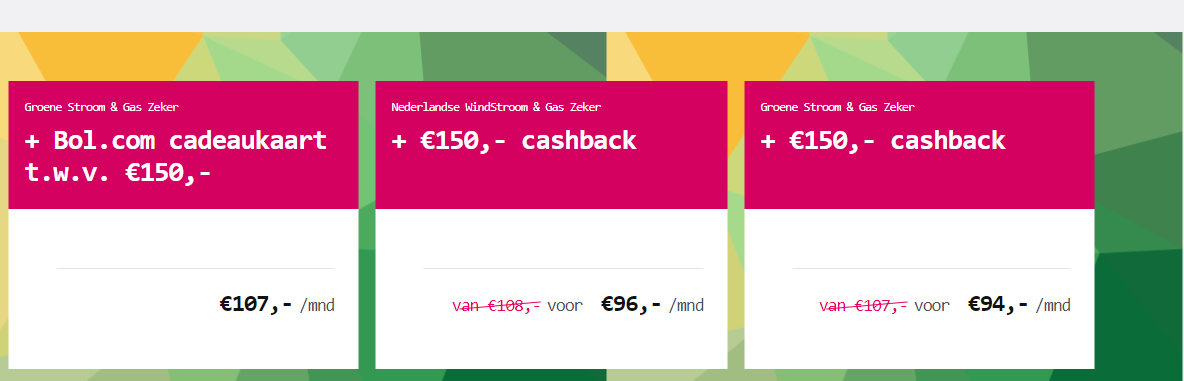 Groene Stroom & Gas Zeker
+ Bol.com cadeaukaart
t.w.v. €150,-
€107,- /mnd
Nederlandse WindStroom & Gas Zeker
+ €150,- cashback
van €108,- voor €96,- /mnd
Groene Stroom & Gas Zeker
+ €150,- cashback
van €107,- voor €94,- /mnd